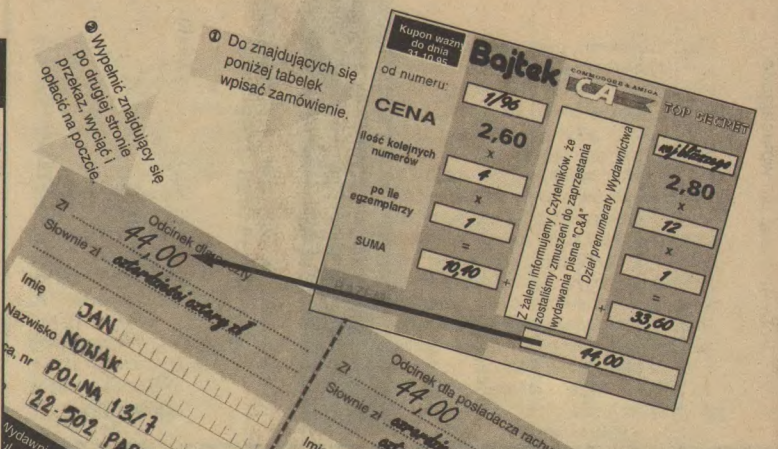 ② Wypełnić znajdujący się
po drugiej stronie
przekaz, wyciąć i
opłacić na poczcie.
① Do znajdujących się
poniżej tabelek
wpisać zamówienie.
Kupon ważny
do dnia
31.10.95
Bajtek
COMMODORE & AMIGA
CA
TOP SECRET
od numeru:
1/96
najbliższego
CENA
2,60
2,80
x
x
ilość kolejnych
numerów
4
12
x
x
po ile
egzemplarzy
1
1
=
=
SUMA
10,40
+
+
33,60
Z żalem informujemy Czytelników, że
zostaliśmy zmuszeni do zaprzestania
wydawania pisma "C&A"
Dział prenumeraty Wydawnictwa
44,00
Odcinek dla poczty
Zł 44,00
Słownie zł czterdzieści cztery zł
Imię JAN
Nazwisko NOWAK
nr POLNA 13/7
22-502
Odcinek dla posiadacza
Zł 44,00
Słownie zł